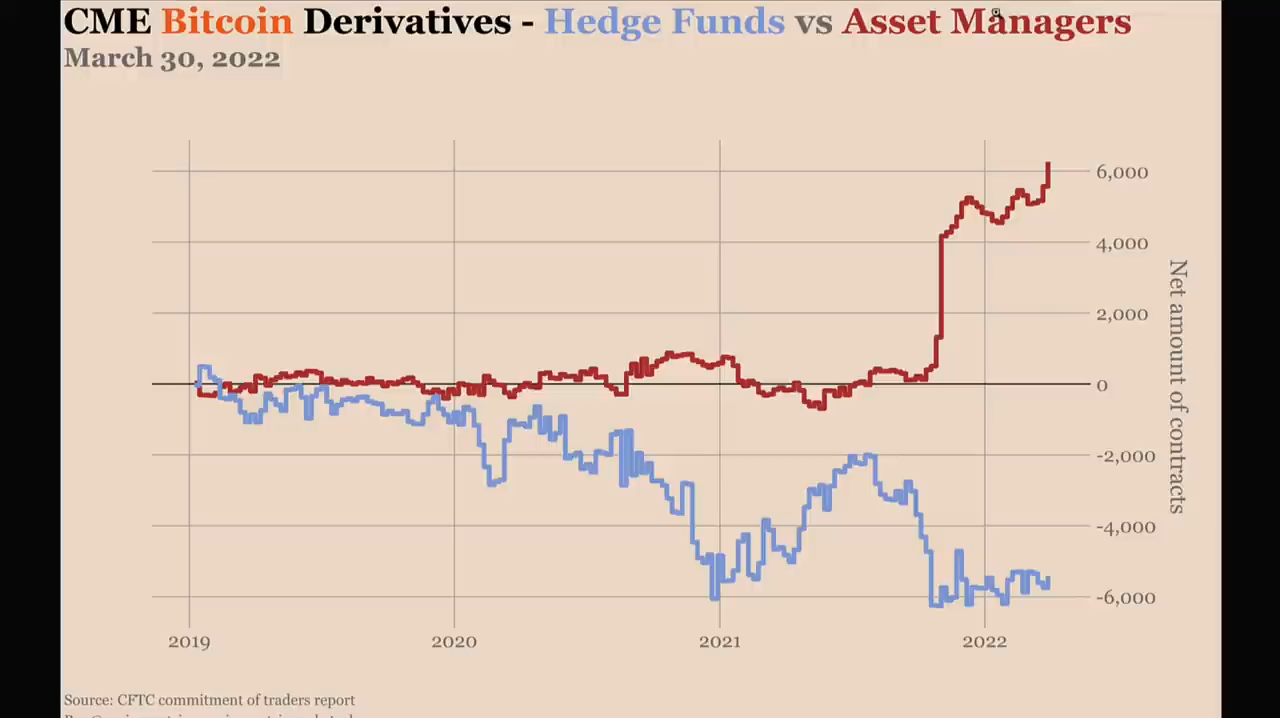 CME Bitcoin Derivatives - Hedge Funds vs Asset Managers
March 30, 2022
6,000
4,000
2,000
0
-2,000
-4,000
-6,000
Net amount of contracts
2019
2020
2021
2022
Source: CFTC commitment of traders report